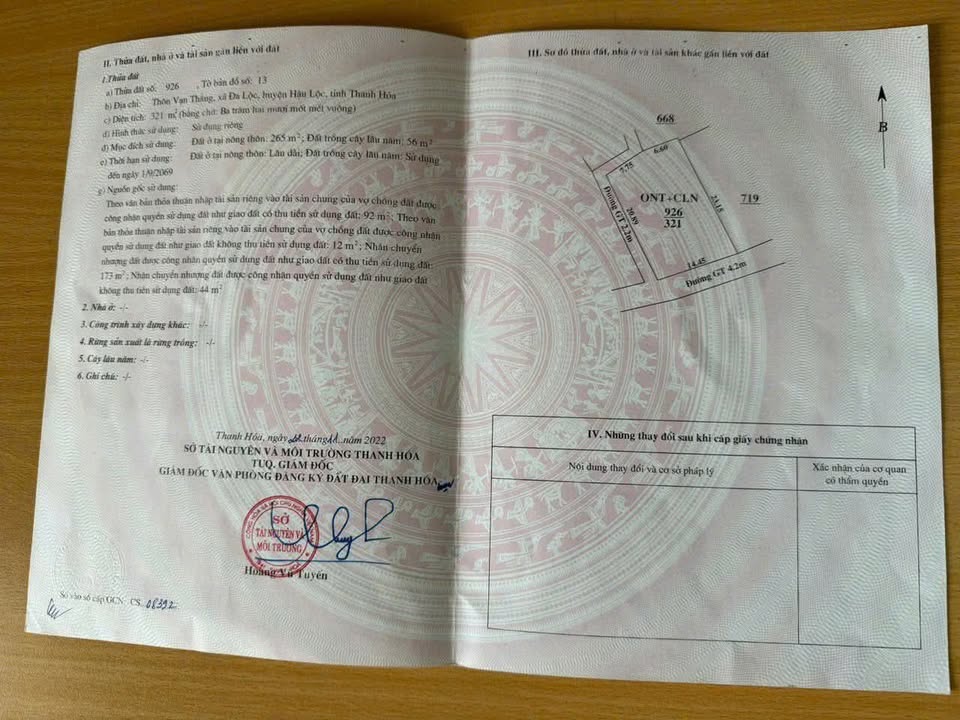 II. Thửa đất, nhà ở và tài sản gắn liền với đất
1.Thửa đất
a) Thửa đất số: 926 , Tờ bản đồ số: 13
b) Địa chỉ: Thôn Vạn Thắng, xã Đa Lộc, huyện Hậu Lộc, tỉnh Thanh Hóa
c) Diện tích: 321 m² (bằng chữ: Ba trăm hai mươi mốt mét vuông)
d) Hình thức sử dụng: Sử dụng riêng
đ) Mục đích sử dụng: Đất ở tại nông thôn: 265 m²; Đất trồng cây lâu năm: 56 m²
e) Thời hạn sử dụng: Đất ở tại nông thôn: Lâu dài; Đất trồng cây lâu năm: Sử dụng
đến ngày 1/9/2069
g) Nguồn gốc sử dụng:
Theo văn bản thỏa thuận nhập tài sản riêng vào tài sản chung của vợ chồng đất được
công nhận quyền sử dụng đất như giao đất có thu tiền sử dụng đất: 92 m²; Theo văn
bản thỏa thuận nhập tài sản riêng vào tài sản chung của vợ chồng đất được công nhận
quyền sử dụng đất như giao đất không thu tiền sử dụng đất: 12 m²; Nhận chuyển
nhượng đất được công nhận quyền sử dụng đất như giao đất có thu tiền sử dụng đất:
173 m²; Nhận chuyển nhượng đất được công nhận quyền sử dụng đất như giao đất
không thu tiền sử dụng đất: 44 m²
2. Nhà ở: -/-
3. Công trình xây dựng khác: -/-
4. Rừng sản xuất là rừng trồng: -/-
5. Cây lâu năm: -/-
6. Ghi chú: -/-
Thanh Hóa, ngày tháng 11 năm 2022
SỞ TÀI NGUYÊN VÀ MÔI TRƯỜNG THANH HÓA
TUQ. GIÁM ĐỐC
GIÁM ĐỐC VĂN PHÒNG ĐĂNG KÝ ĐẤT ĐAI THANH HÓA
SỞ
TÀI NGUYÊN VÀ
MÔI TRƯỜNG
Hoàng Vũ Tuyến
Số vào sổ cấp GCN: CS 08392
III. Sơ đồ thửa đất, nhà ở và tài sản khác gắn liền với đất
B
668
7.75
6.60
ONT+CLN
926
321
719
23.15
20.89
Đường GT 2.2m
14.45
Đường GT 4.2m
IV. Những thay đổi sau khi cấp giấy chứng nhận
Nội dung thay đổi và cơ sở pháp lý
Xác nhận của cơ quan
có thẩm quyền